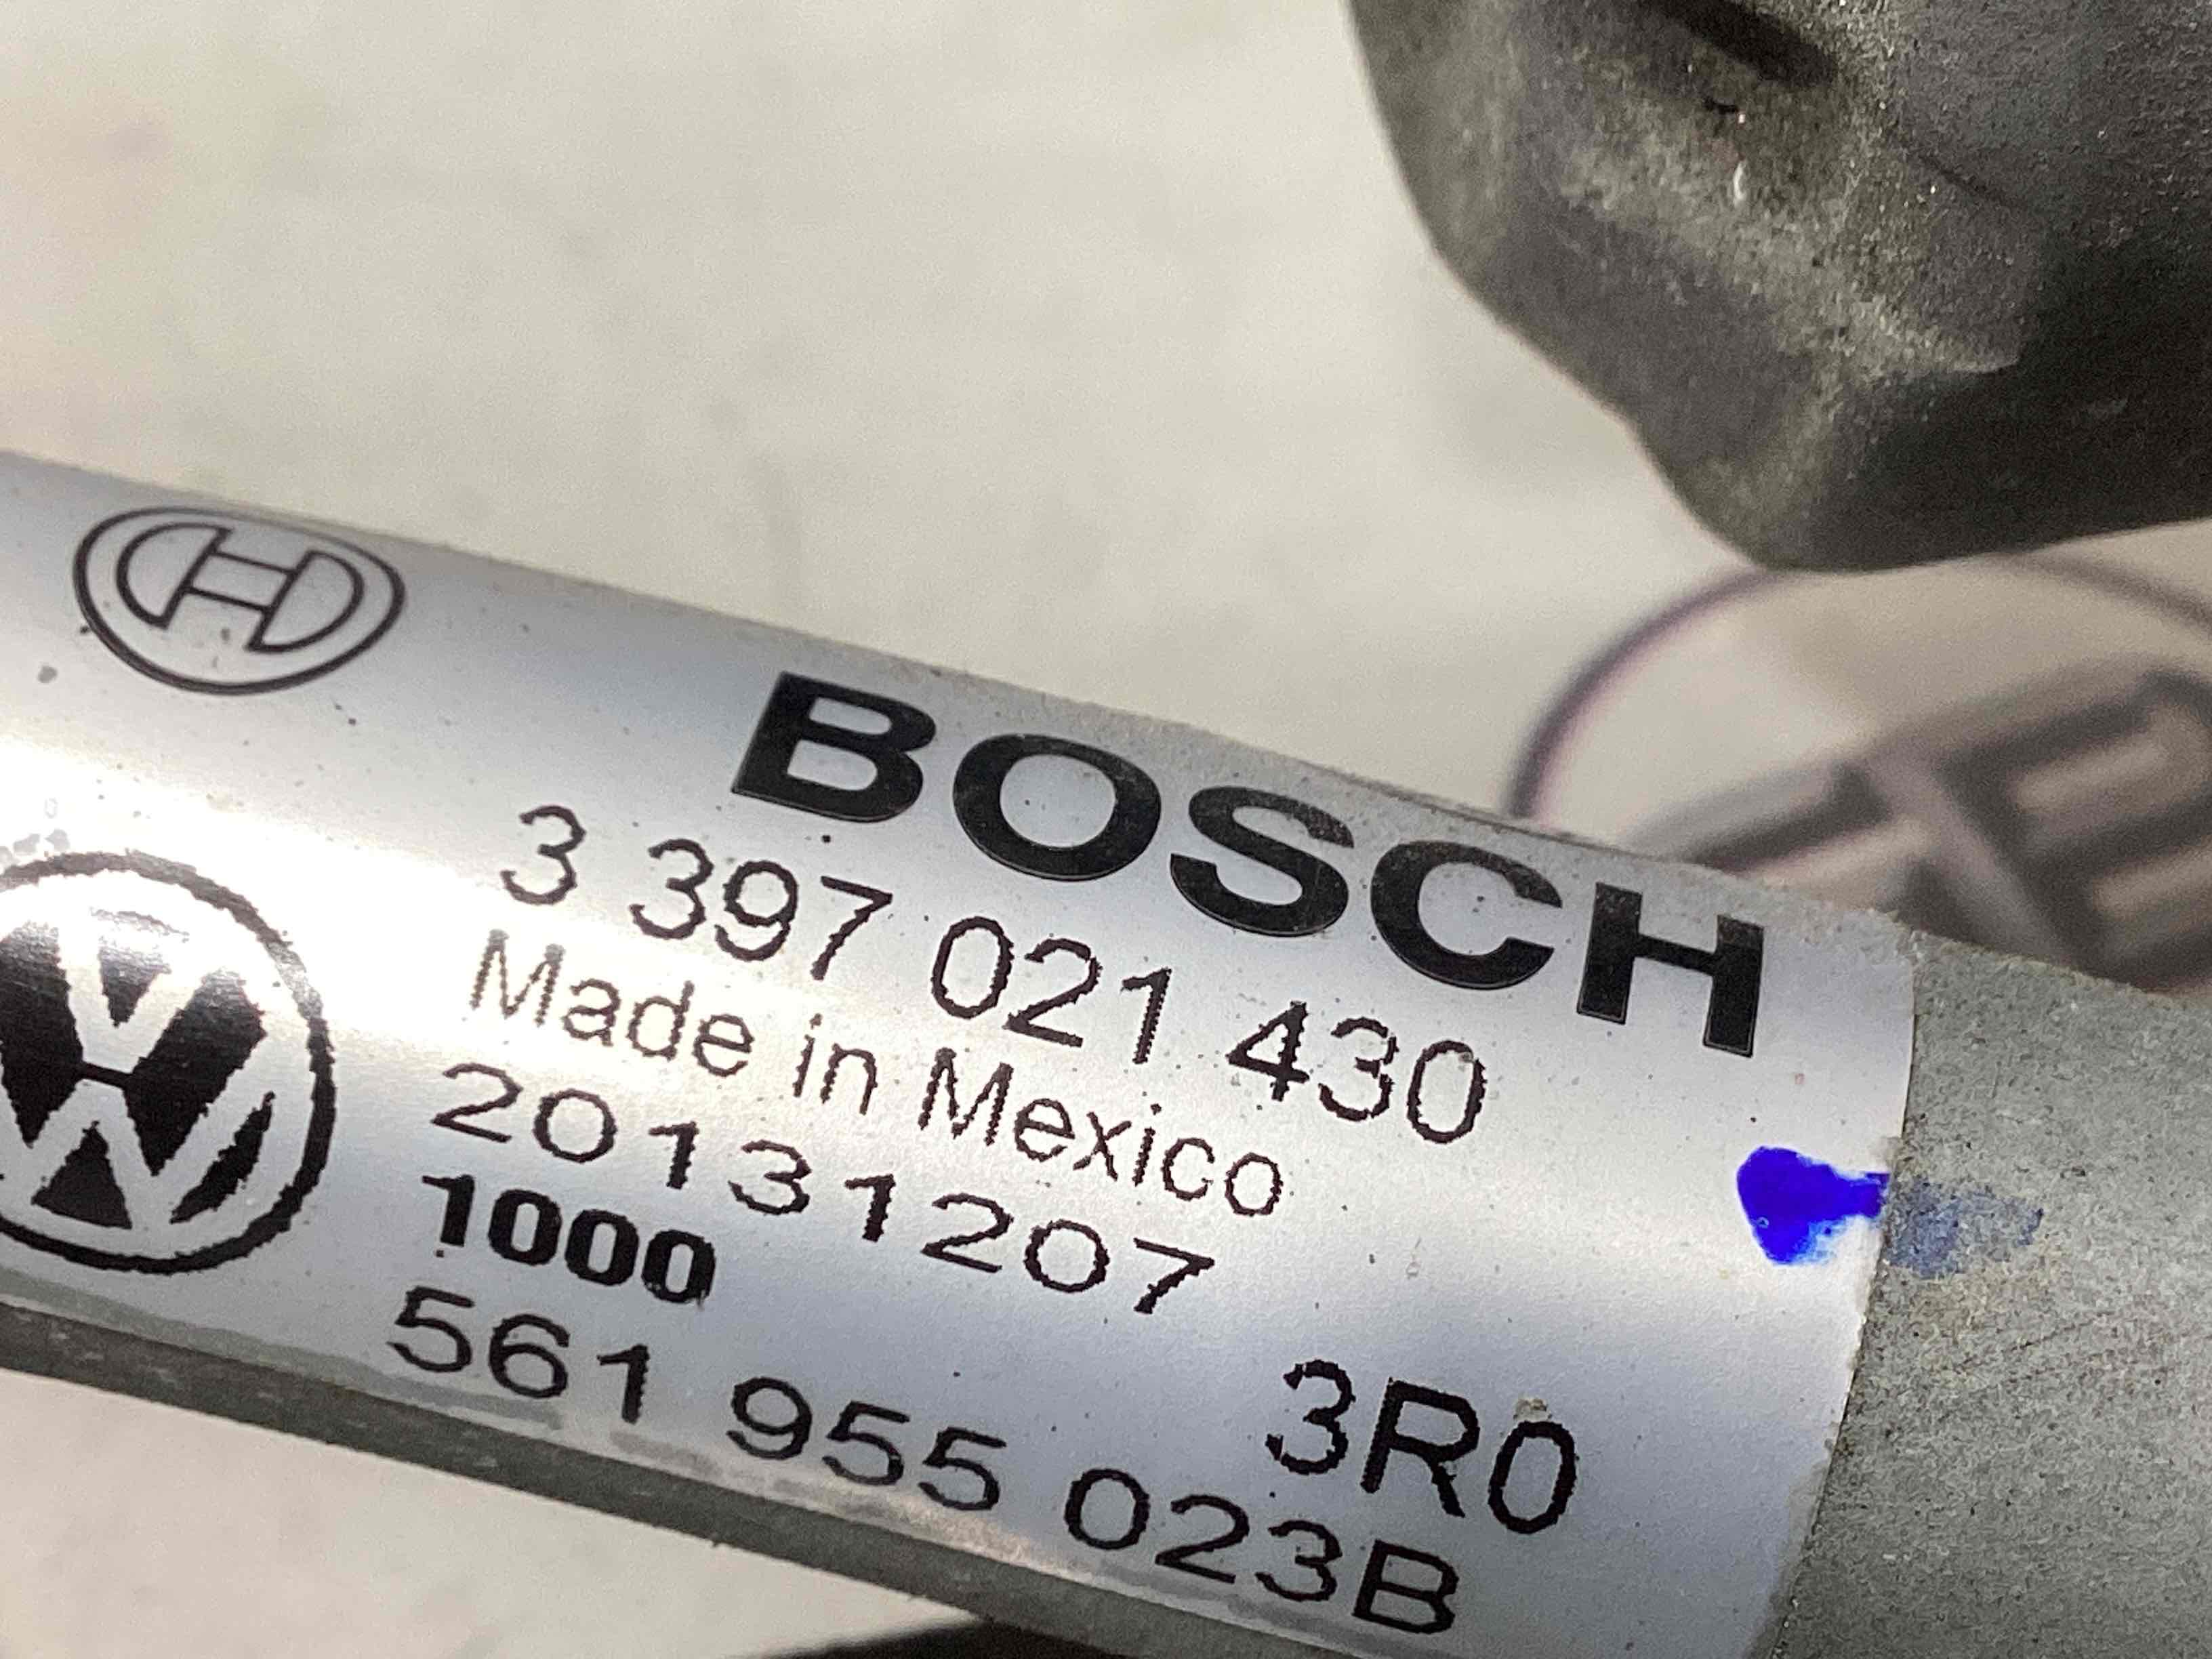 BOSCH
3 397 021 430
Made in Mexico
20131207
1000
3R0
561 955 023B